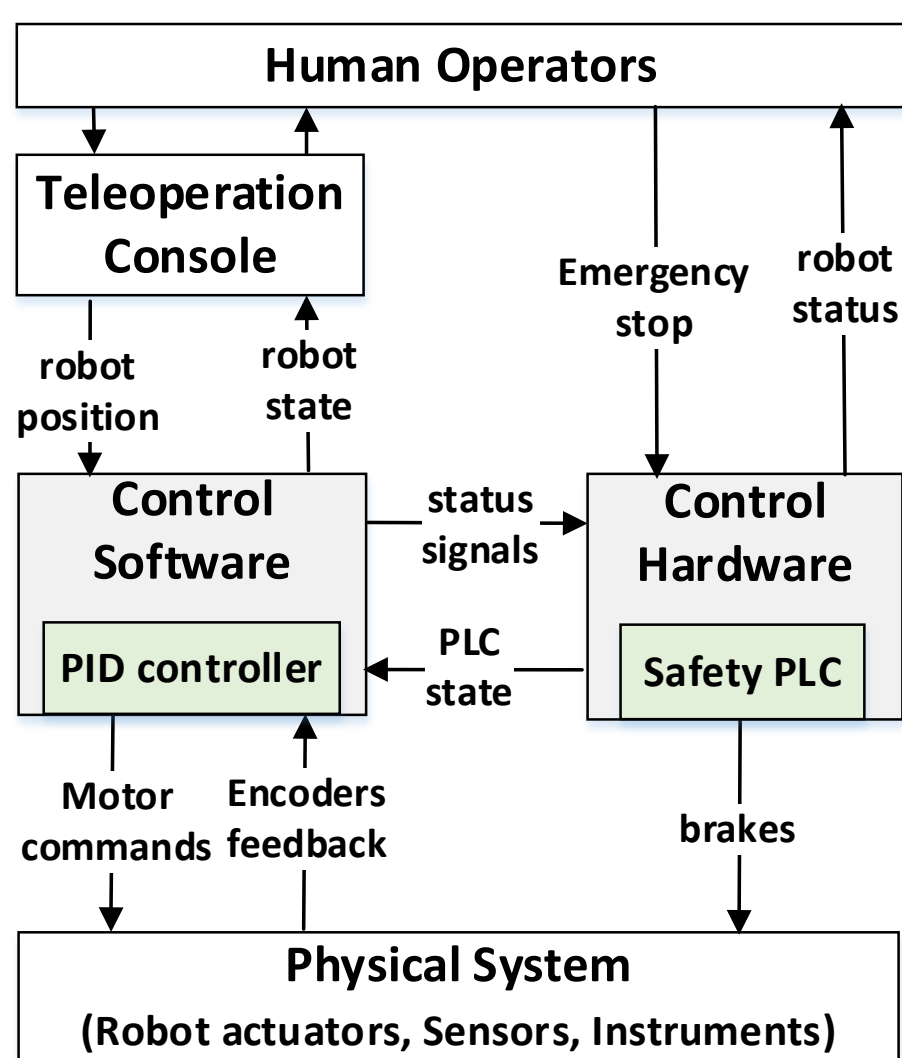 Human Operators
Teleoperation
Console
Emergency
stop
robot
status
robot
position
robot
state
Control
Software
status
signals
Control
Hardware
PID controller
PLC
state
Safety PLC
Motor
commands
Encoders
feedback
brakes
Physical System
(Robot actuators, Sensors, Instruments)